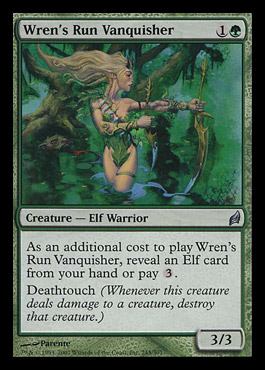 Wren's Run Vanquisher 1
Creature — Elf Warrior
As an additional cost to play Wren's
Run Vanquisher, reveal an Elf card
from your hand or pay 3.
Deathtouch (Whenever this creature
deals damage to a creature, destroy
that creature.)
Parente
3/3